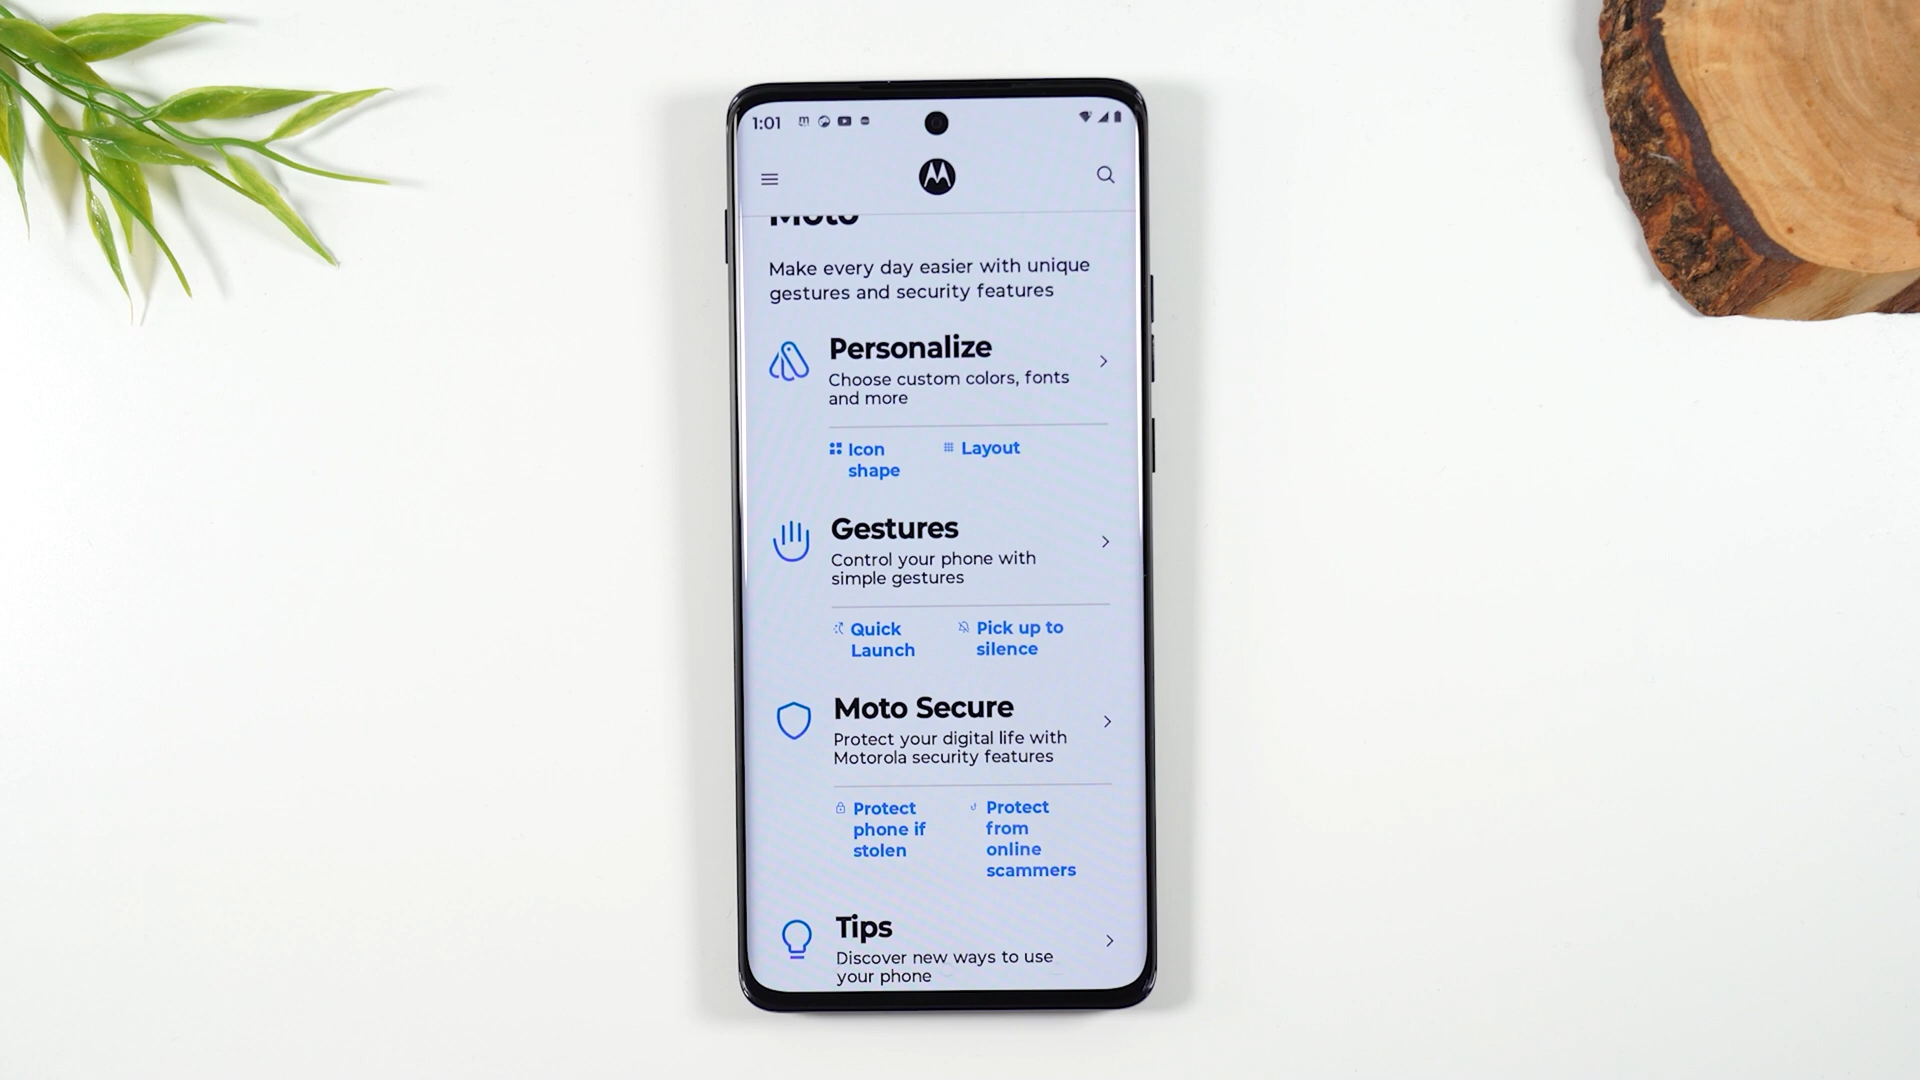 1:01
Moto
Make every day easier with unique
gestures and security features
Personalize
Choose custom colors, fonts
and more
Icon
shape
Layout
Gestures
Control your phone with
simple gestures
Quick
Launch
Pick up to
silence
Moto Secure
Protect your digital life with
Motorola security features
Protect
phone if
stolen
Protect
from
online
scammers
Tips
Discover new ways to use
your phone